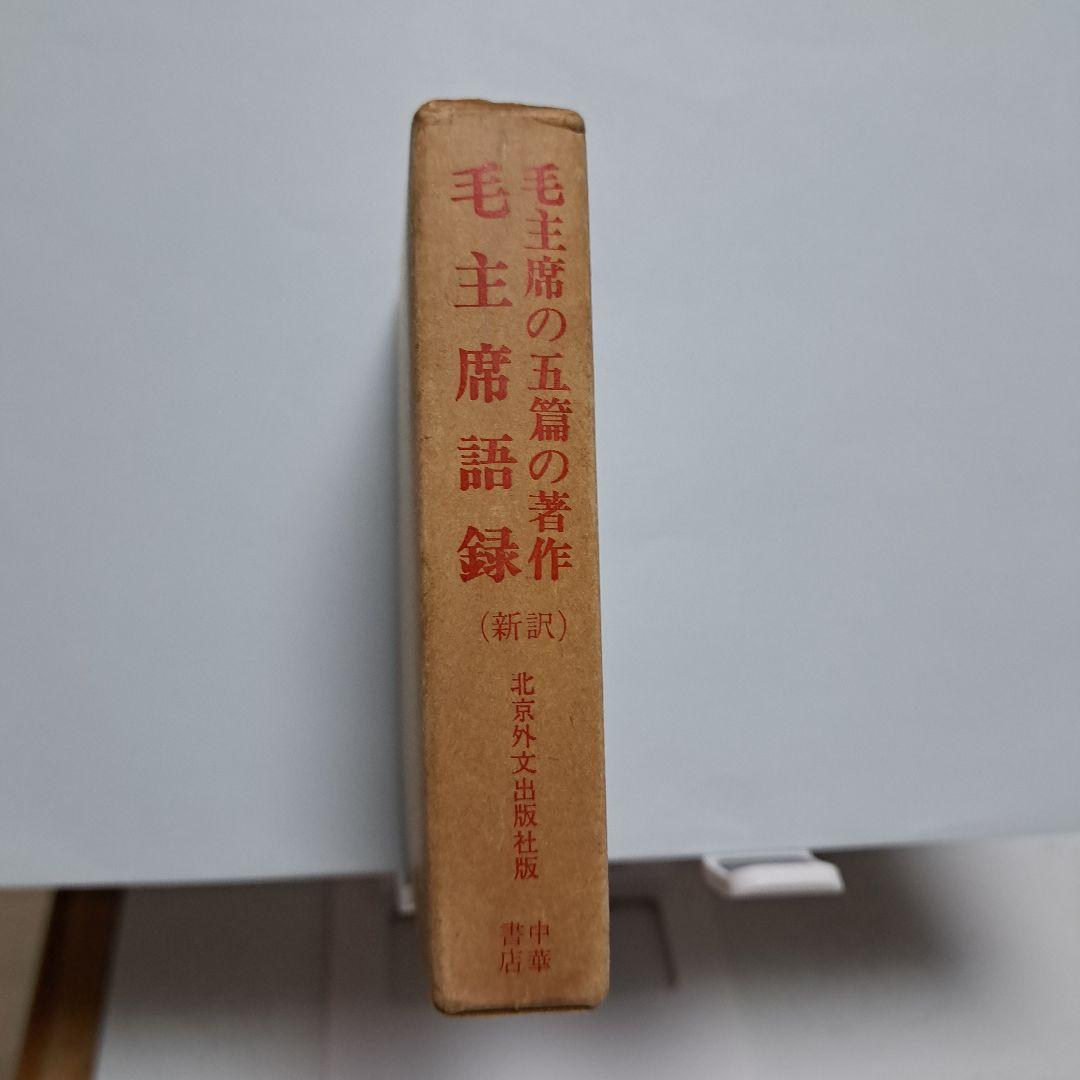 毛主席の五篇の著作
毛主席語録
(新訳)
北京外文出版社版
中華
書店